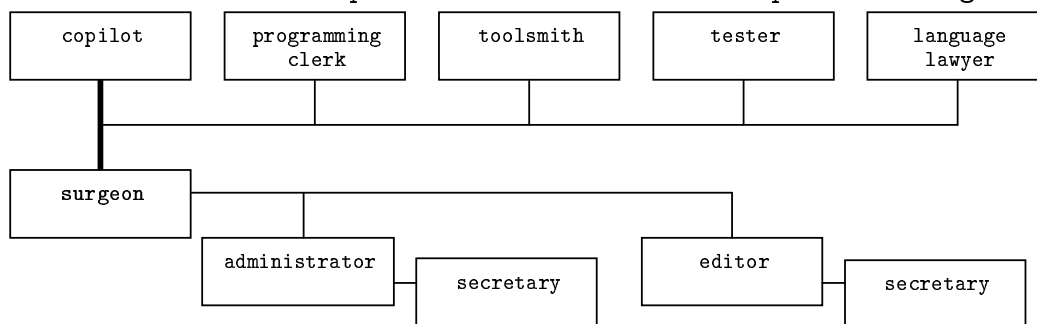 copilot
programming
clerk
toolsmith
tester
language
lawyer
surgeon
administrator
secretary
editor
secretary